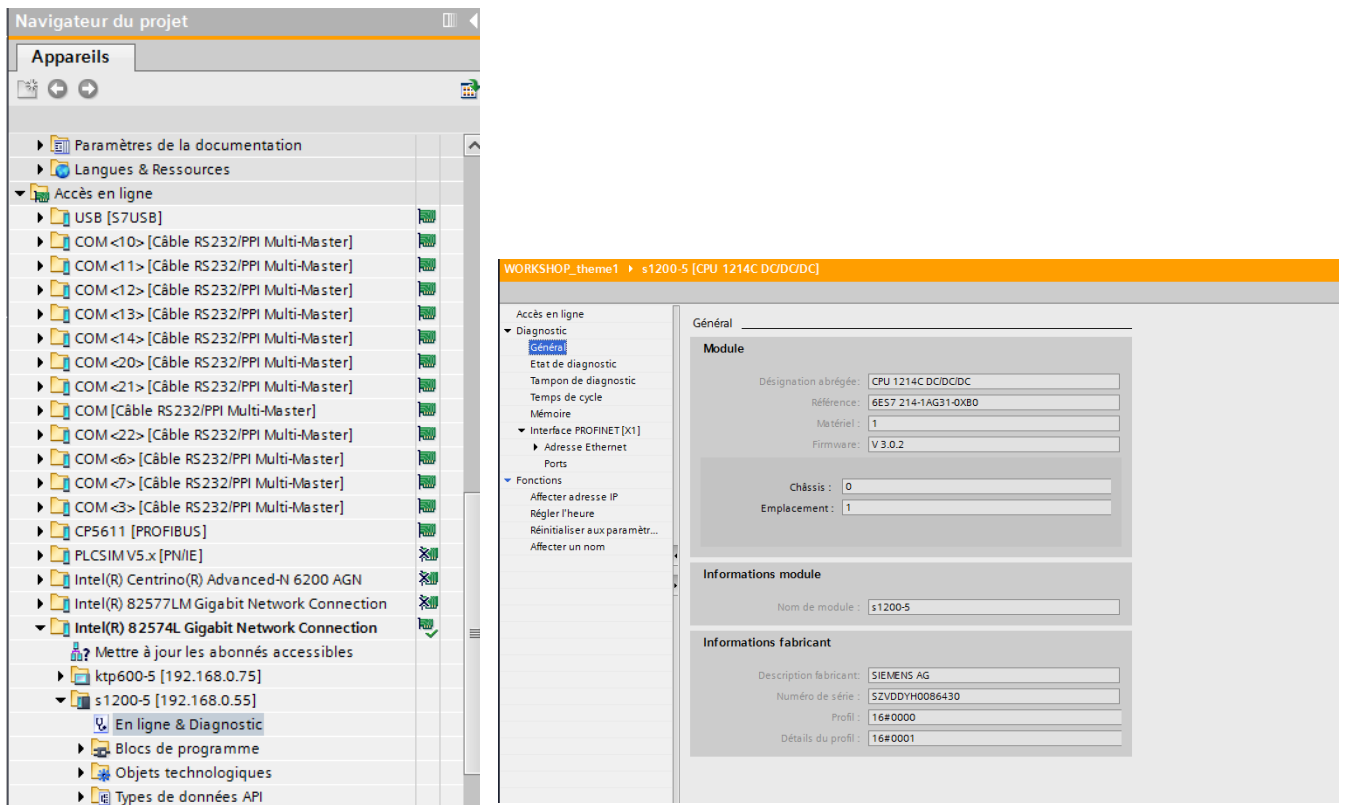 Navigateur du projet
Appareils
Paramètres de la documentation
Langues & Ressources
Accès en ligne
USB [S7USB]
COM <10> [Câble RS232/PPI Multi-Master]
COM <11> [Câble RS232/PPI Multi-Master]
COM <12> [Câble RS232/PPI Multi-Master]
COM <13> [Câble RS232/PPI Multi-Master]
COM <14> [Câble RS232/PPI Multi-Master]
COM <20> [Câble RS232/PPI Multi-Master]
COM <21> [Câble RS232/PPI Multi-Master]
COM [Câble RS232/PPI Multi-Master]
COM <22> [Câble RS232/PPI Multi-Master]
COM <6> [Câble RS232/PPI Multi-Master]
COM <7> [Câble RS232/PPI Multi-Master]
COM <3> [Câble RS232/PPI Multi-Master]
CP5611 [PROFIBUS]
PLCSIM V5.x [PN/IE]
Intel(R) Centrino(R) Advanced-N 6200 AGN
Intel(R) 82577LM Gigabit Network Connection
Intel(R) 82574L Gigabit Network Connection
Mettre à jour les abonnés accessibles
ktp600-5 [192.168.0.75]
s1200-5 [192.168.0.55]
En ligne & Diagnostic
Blocs de programme
Objets technologiques
Types de données API
WORKSHOP_theme1 s1200-5 [CPU 1214C DC/DC/DC]
Accès en ligne
Diagnostic
Général
Etat de diagnostic
Tampon de diagnostic
Temps de cycle
Mémoire
Interface PROFINET [X1]
Adresse Ethernet
Ports
Fonctions
Affecter adresse IP
Régler l'heure
Réinitialiser aux paramètr...
Affecter un nom
Général
Module
Désignation abrégée: CPU 1214C DC/DC/DC
Référence: 6ES7 214-1AG31-0XB0
Matériel : 1
Firmware: V 3.0.2
Châssis : 0
Emplacement : 1
Informations module
Nom de module : s1200-5
Informations fabricant
Description fabricant: SIEMENS AG
Numéro de série : SZVDDYH0086430
Profil : 16#0000
Détails du profil : 16#0001